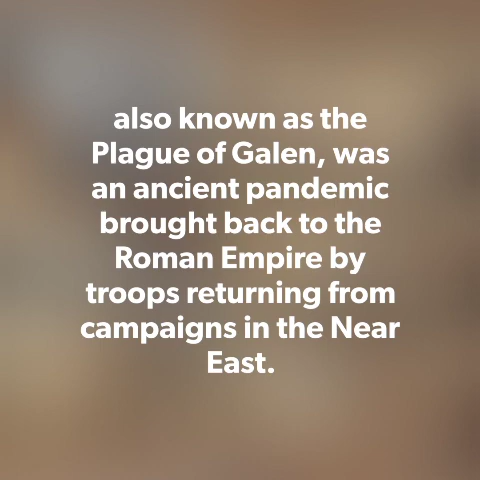 also known as the
Plague of Galen, was
an ancient pandemic
brought back to the
Roman Empire by
troops returning from
campaigns in the Near
East.